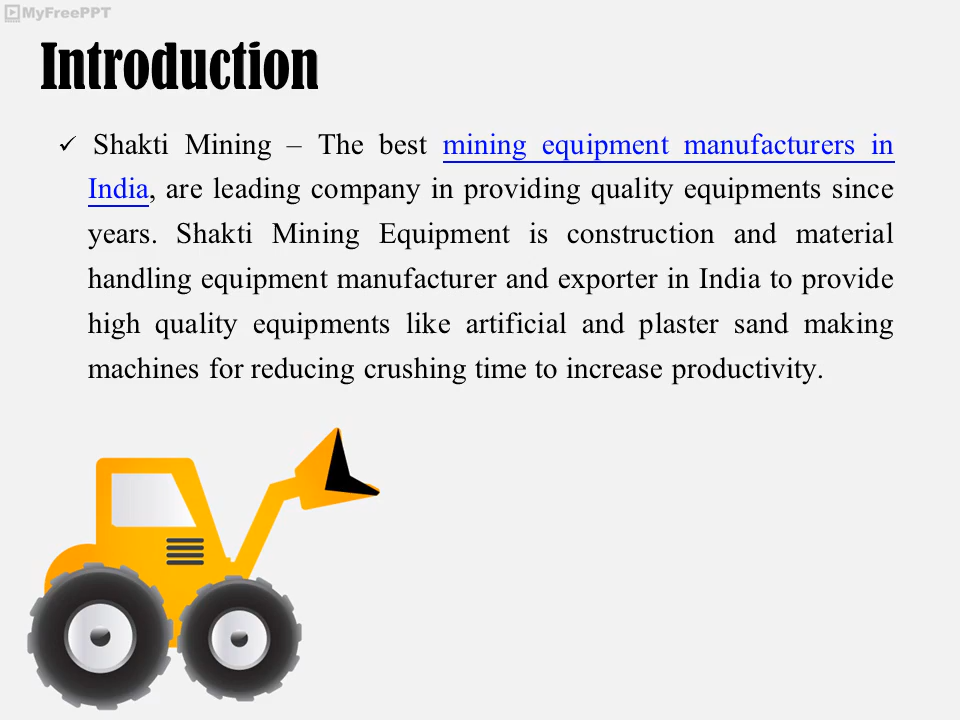 MyFreePPT
Introduction
✓ Shakti Mining – The best mining equipment manufacturers in
India, are leading company in providing quality equipments since
years. Shakti Mining Equipment is construction and material
handling equipment manufacturer and exporter in India to provide
high quality equipments like artificial and plaster sand making
machines for reducing crushing time to increase productivity.